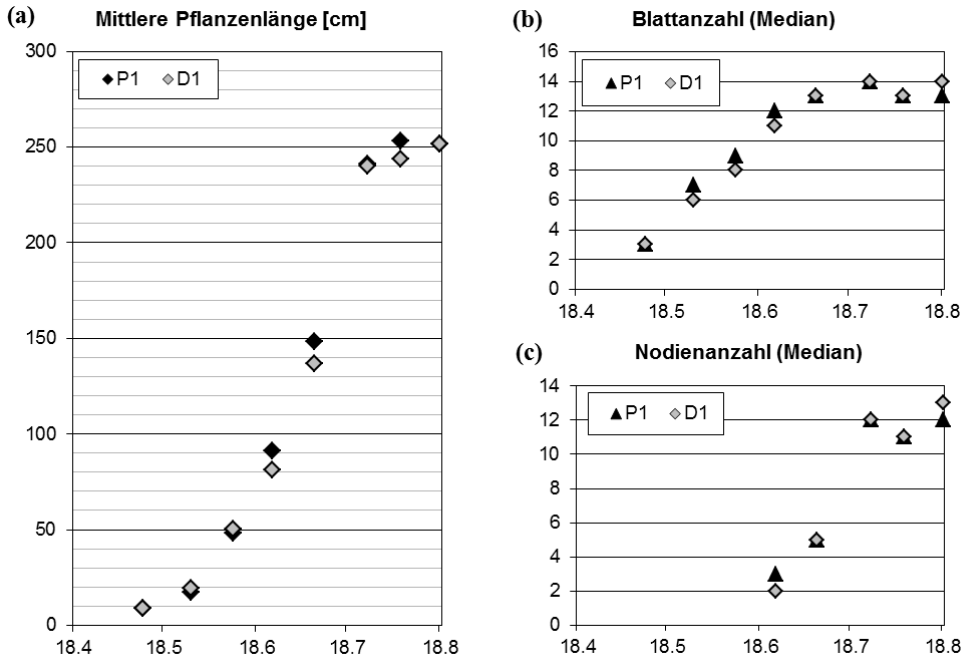 (a)
Mittlere Pflanzenlänge [cm]
300
250
200
150
100
50
0
P1 D1
18.4 18.5 18.6 18.7 18.8
(b)
Blattanzahl (Median)
16
14
12
10
8
6
4
2
0
P1 D1
18.4 18.5 18.6 18.7 18.8
(c)
Nodienanzahl (Median)
14
12
10
8
6
4
2
0
P1 D1
18.4 18.5 18.6 18.7 18.8